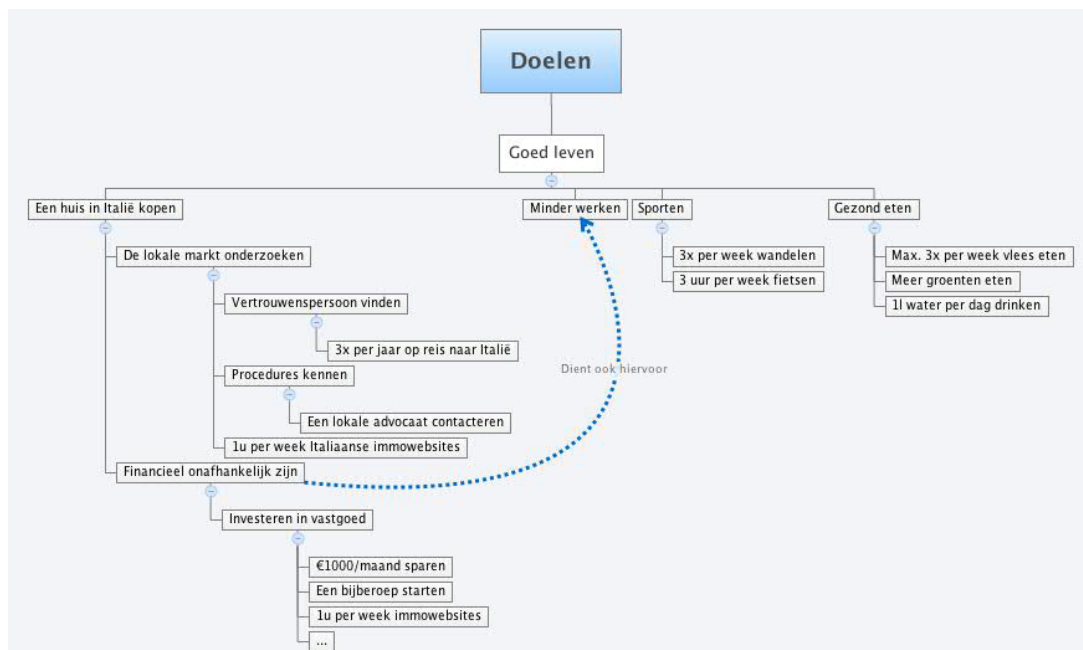 Doelen
Goed leven
Een huis in Italië kopen
Minder werken
Sporten
Gezond eten
De lokale markt onderzoeken
3x per week wandelen
Max. 3x per week vlees eten
3 uur per week fietsen
Meer groenten eten
Vertrouwenspersoon vinden
1l water per dag drinken
3x per jaar op reis naar Italië
Dient ook hiervoor
Procedures kennen
Een lokale advocaat contacteren
1u per week Italiaanse immowebsites
Financieel onafhankelijk zijn
Investeren in vastgoed
€1000/maand sparen
Een bijberoep starten
1u per week immowebsites
...